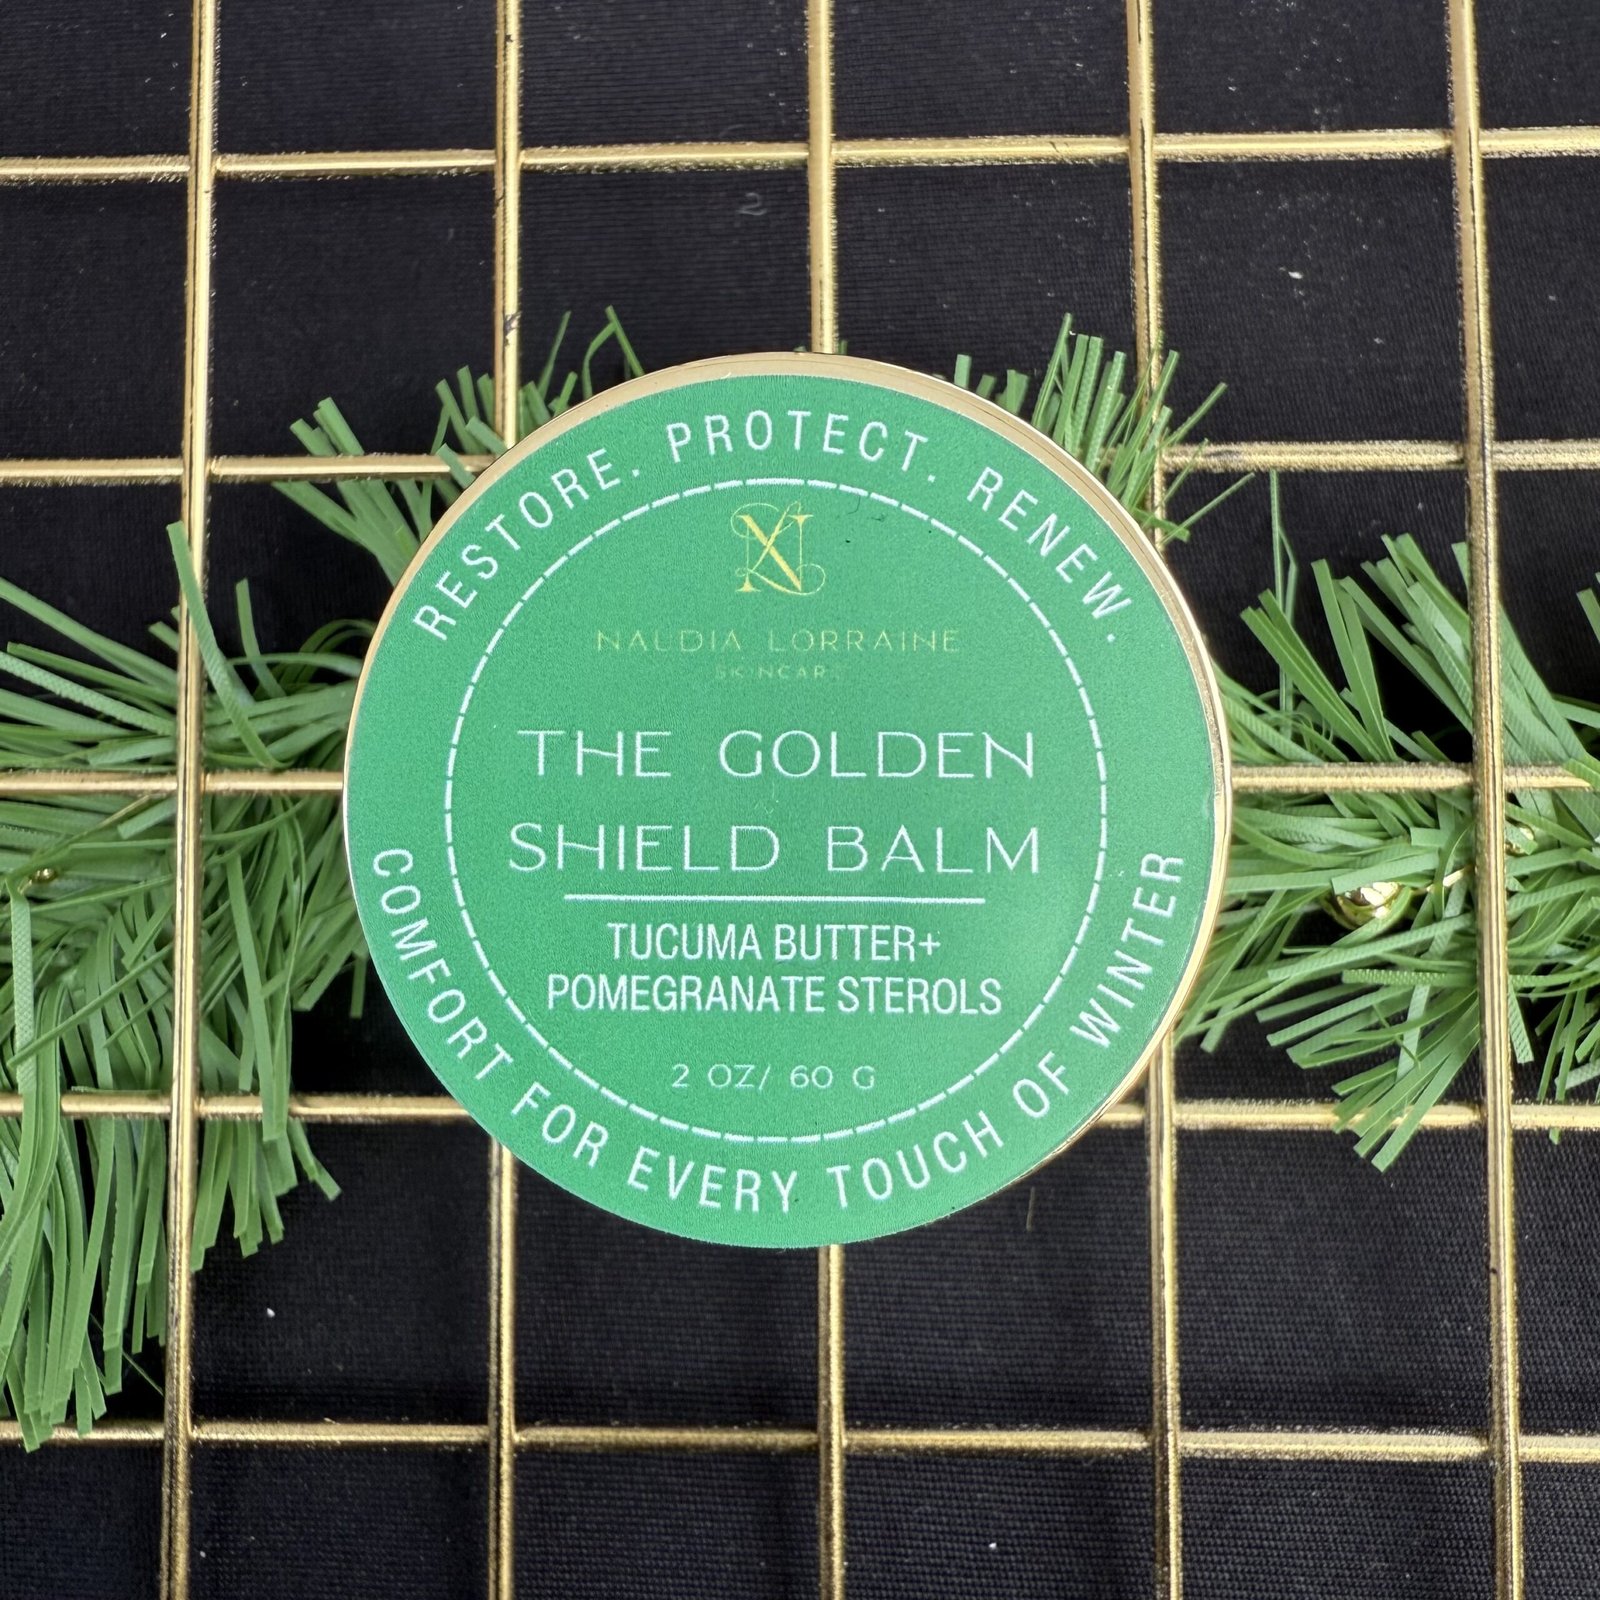 RESTORE. PROTECT. RENEW.
NAUDIA LORRAINE
SKINCARE
THE GOLDEN
SHIELD BALM
TUCUMA BUTTER+
POMEGRANATE STEROLS
2 OZ/ 60 G
COMFORT FOR EVERY TOUCH OF WINTER